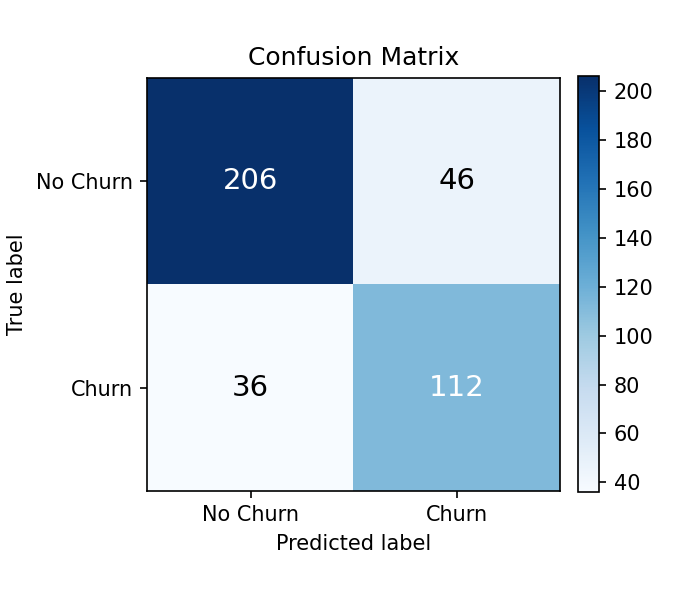 Confusion Matrix
True label
No Churn
Churn
206
46
36
112
No Churn
Churn
Predicted label
200
180
160
140
120
100
80
60
40